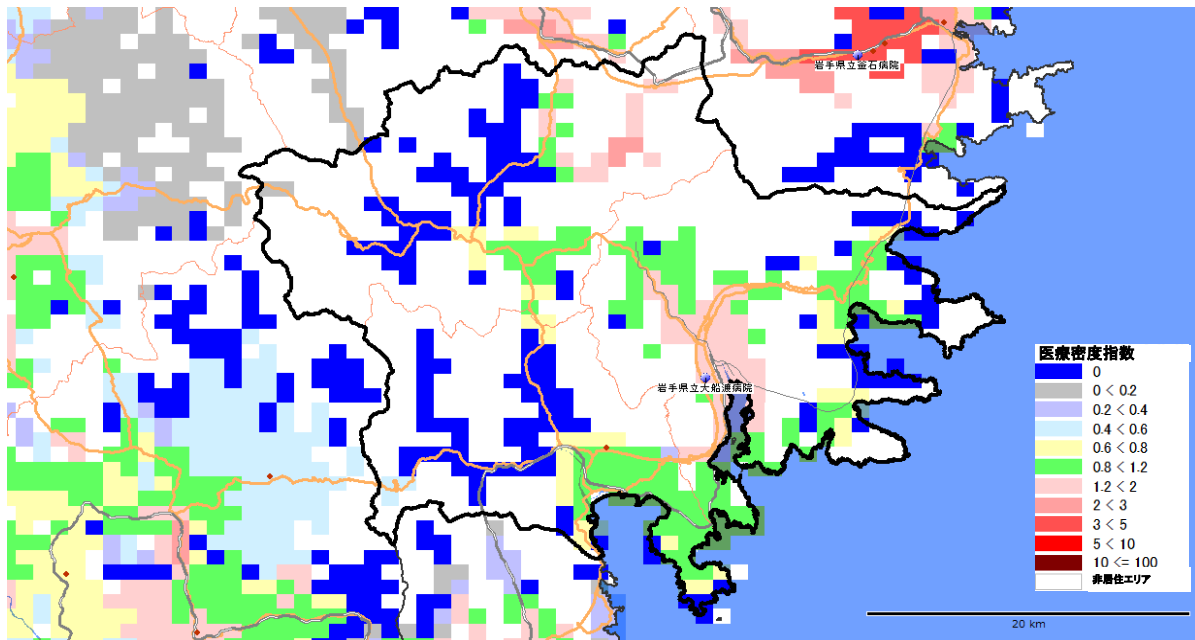 岩手県立釜石病院
岩手県立大船渡病院
医療密度指数
0
0 < 0.2
0.2 < 0.4
0.4 < 0.6
0.6 < 0.8
0.8 < 1.2
1.2 < 2
2 < 3
3 < 5
5 < 10
10 <= 100
非居住エリア
20 km